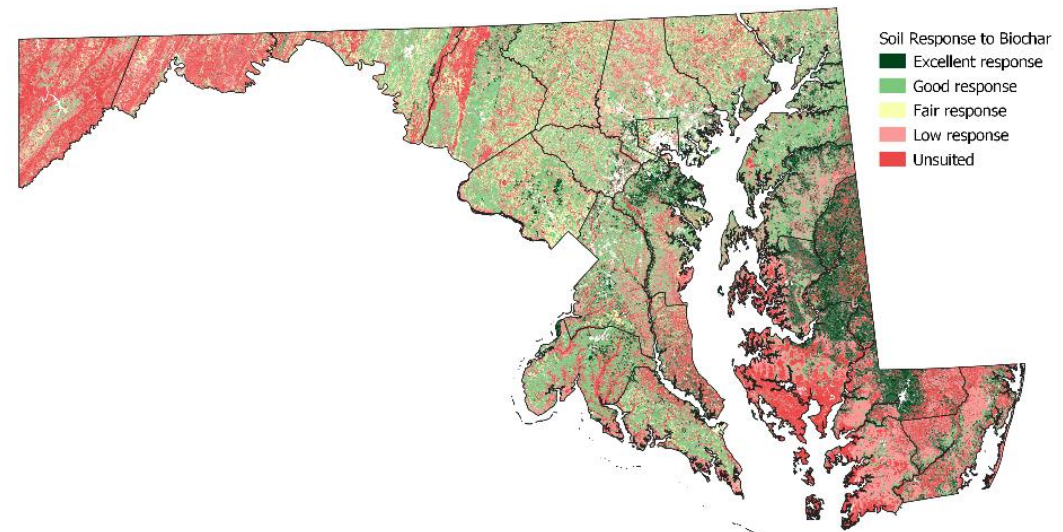 Soil Response to Biochar
Excellent response
Good response
Fair response
Low response
Unsuited